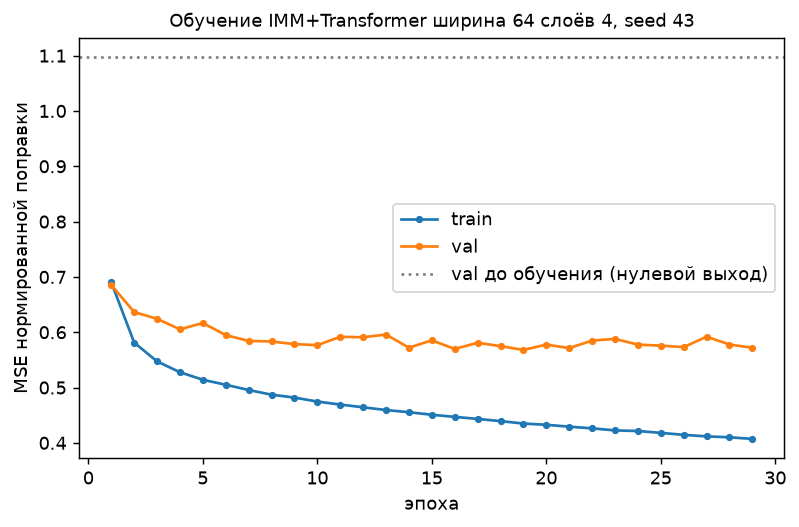 Обучение IMM+Transformer ширина 64 слоёв 4, seed 43
MSE нормированной поправки
1.1
1.0
0.9
0.8
0.7
0.6
0.5
0.4
train
val
val до обучения (нулевой выход)
0 5 10 15 20 25 30
эпоха